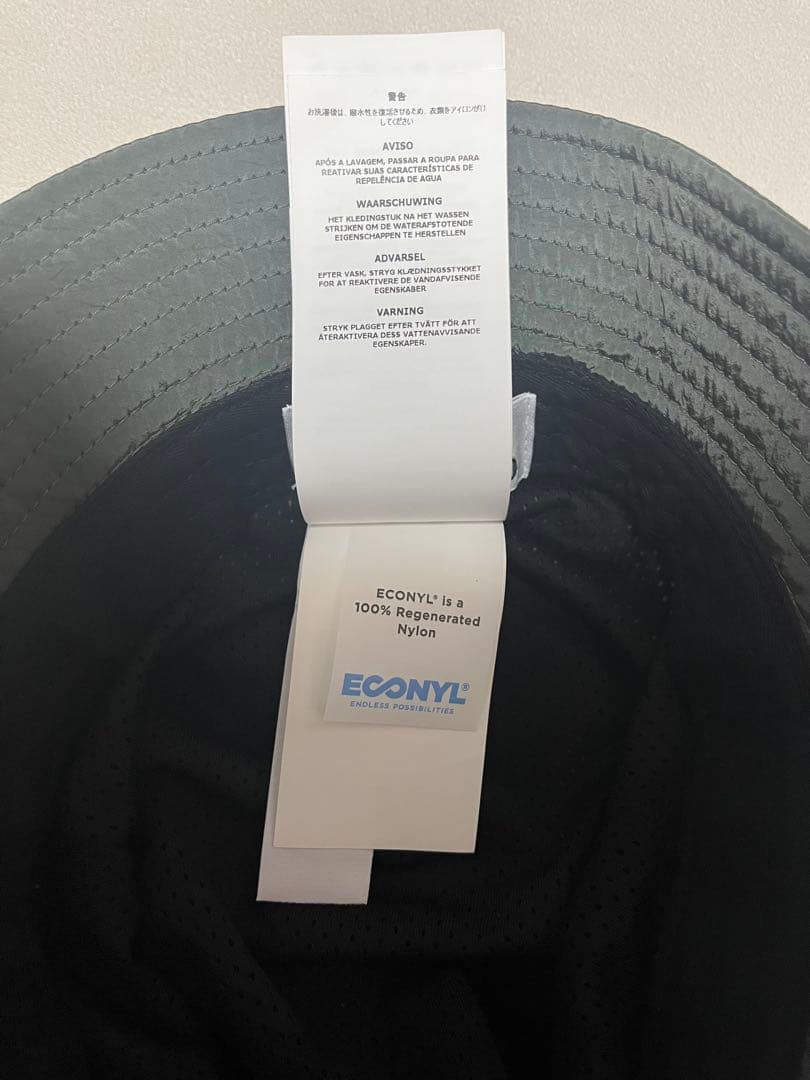 警告
お洗濯後は、撥水性を復活させるため、衣類をアイロンがけ
してください
AVISO
APÓS A LAVAGEM, PASSAR A ROUPA PARA
REATIVAR SUAS CARACTERÍSTICAS DE
REPELÊNCIA DE AGUA
WAARSCHUWING
HET KLEDINGSTUK NA HET WASSEN
STRIJKEN OM DE WATERAFSTOTENDE
EIGENSCHAPPEN TE HERSTELLEN
ADVARSEL
EFTER VASK, STRYG KLÆDNINGSSTYKKET
FOR AT REAKTIVERE DE VANDAFVISENDE
EGENSKABER
VARNING
STRYK PLAGGET EFTER TVÄTT FÖR ATT
ÅTERAKTIVERA DESS VATTENAVVISANDE
EGENSKAPER.
ECONYL® is a
100% Regenerated
Nylon
ECONYL®
ENDLESS POSSIBILITIES